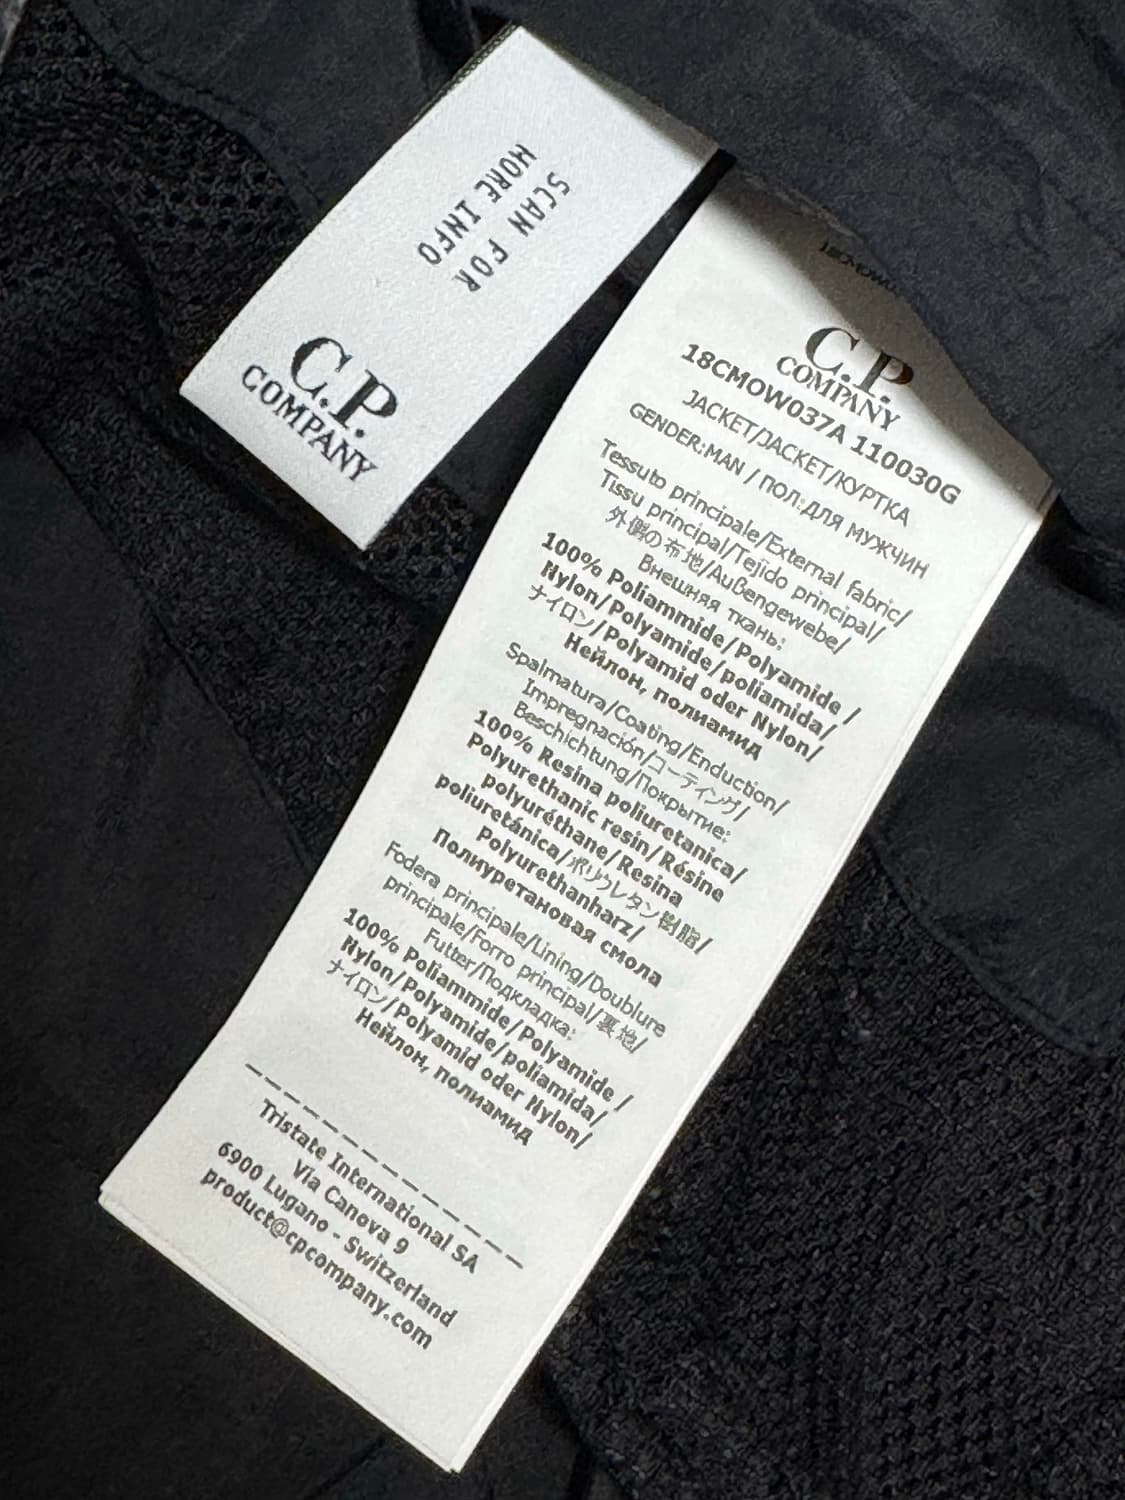 SCAN FOR
MORE INFO
C.P.
COMPANY
C.P.
COMPANY
18CMOW037A 110030G
JACKET/JACKET/КУРТКА
GENDER:MAN / ПОЛ:ДЛЯ МУЖЧИН
Tessuto principale/External fabric/
Tissu principal/Tejido principal/
外側の布地/Außengewebe/
Внешняя ткань:
100% Poliammide/Polyamide /
Nylon/Polyamide/poliamida/
ナイロン/Polyamid oder Nylon/
Нейлон, полиамид
Spalmatura/Coating/Enduction/
Impregnación/コーティング/
Beschichtung/Покрытие:
100% Resina poliuretanica/
Polyurethanic resin/Résine
polyuréthane/Resina
poliuretánica/ポリウレタン樹脂/
Polyurethanharz/
Полиуретановая смола
Fodera principale/Lining/Doublure
principale/Forro principal/裏地/
Futter/Подкладка:
100% Poliammide/Polyamide /
Nylon/Polyamide/poliamida/
ナイロン/Polyamid oder Nylon/
Нейлон, полиамид
Tristate International SA
Via Canova 9
6900 Lugano - Switzerland
product@cpcompany.com